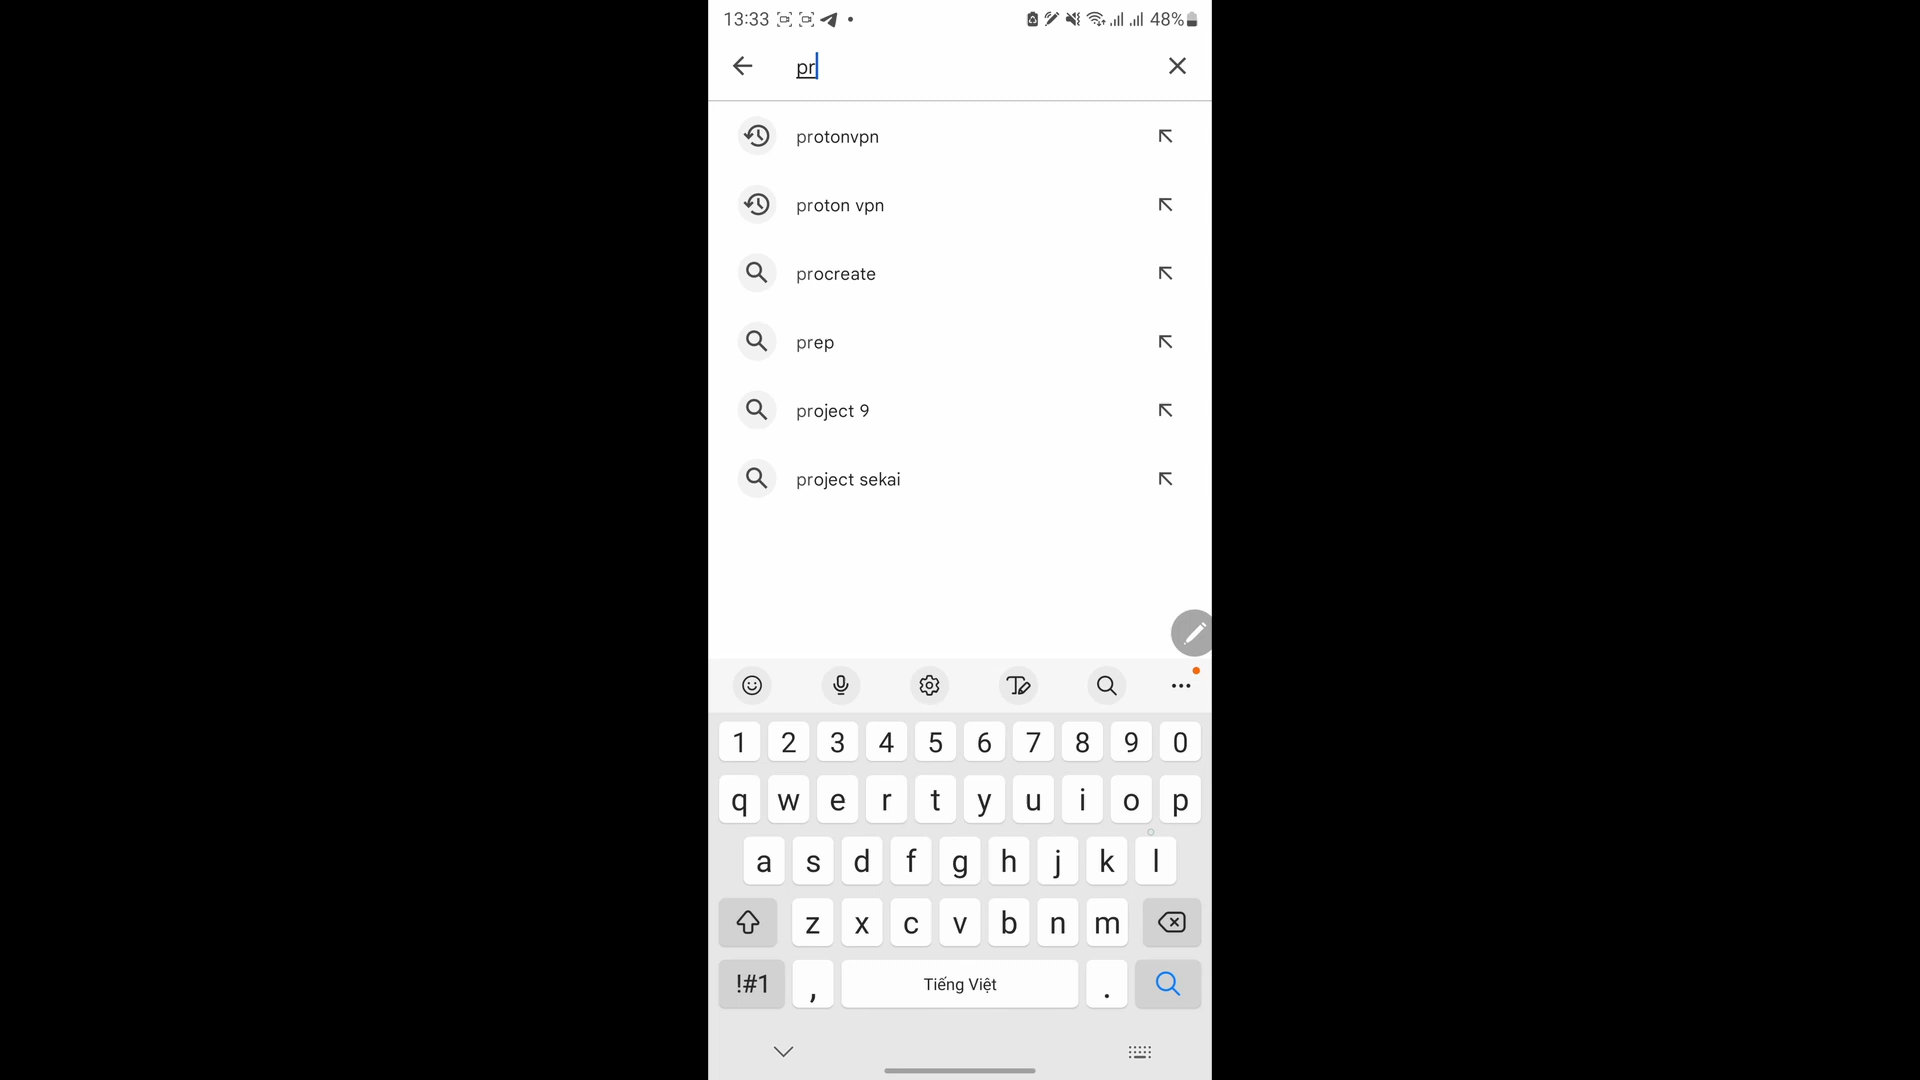 13:33 48%
pr
protonvpn
proton vpn
procreate
prep
project 9
project sekai
1 2 3 4 5 6 7 8 9 0
q w e r t y u i o p
a s d f g h j k l
z x c v b n m
!#1 , Tiếng Việt .